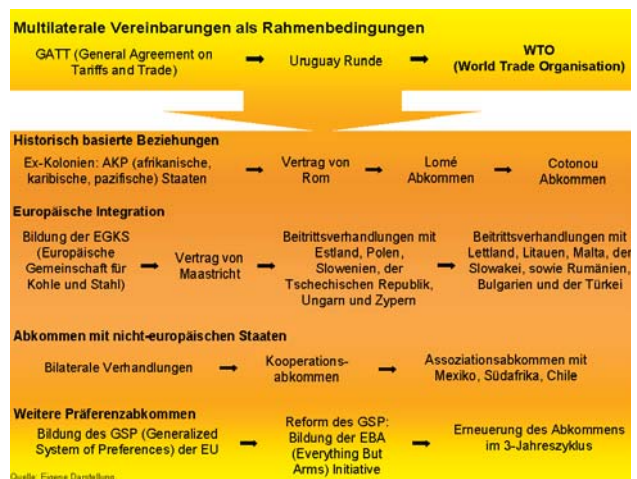 Multilaterale Vereinbarungen als Rahmenbedingungen
GATT (General Agreement on
Tariffs and Trade)
Uruguay Runde
WTO
(World Trade Organisation)
Historisch basierte Beziehungen
Ex-Kolonien: AKP (afrikanische,
karibische, pazifische) Staaten
Vertrag von
Rom
Lomé
Abkommen
Cotonou
Abkommen
Europäische Integration
Bildung der EGKS
(Europäische
Gemeinschaft für
Kohle und Stahl)
Vertrag von
Maastricht
Beitrittsverhandlungen mit
Estland, Polen,
Slowenien, der
Tschechischen Republik,
Ungarn und Zypern
Beitrittsverhandlungen mit
Lettland, Litauen, Malta, der
Slowakei, sowie Rumänien,
Bulgarien und der Türkei
Abkommen mit nicht-europäischen Staaten
Bilaterale Verhandlungen
Kooperations-
abkommen
Assoziationsabkommen mit
Mexiko, Südafrika, Chile
Weitere Präferenzabkommen
Bildung des GSP (Generalized
System of Preferences) der EU
Reform des GSP:
Bildung der EBA
(Everything But
Arms) Initiative
Erneuerung des Abkommens
im 3-Jahreszyklus
Quelle: Eigene Darstellung